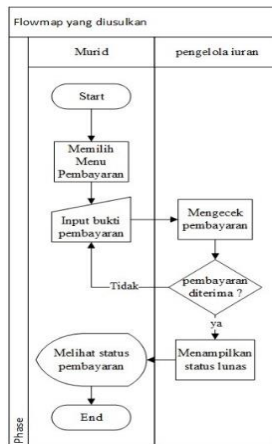 Flowmap yang diusulkan
Murid
pengelola iuran
Start
Memilih
Menu
Pembayaran
Input bukti
pembayaran
Mengecek
pembayaran
Tidak
pembayaran
diterima ?
ya
Melihat status
pembayaran
Menampilkan
status lunas
End
Phase